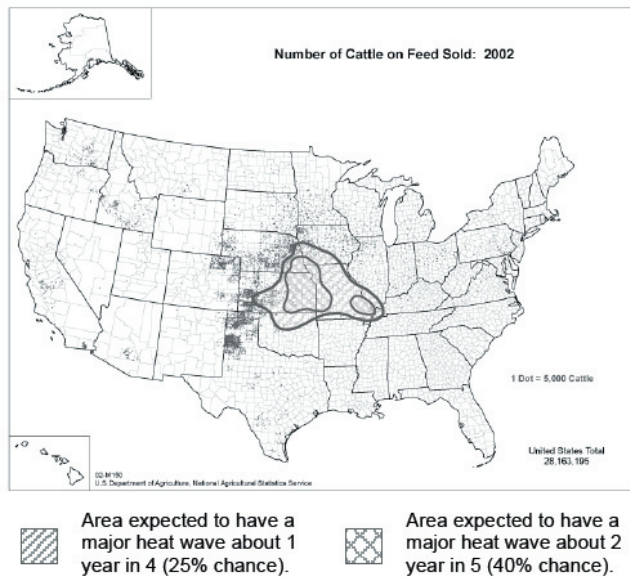 Number of Cattle on Feed Sold: 2002
1 Dot = 5,000 Cattle
United States Total
28,163,195
02-M160
U.S. Department of Agriculture, National Agricultural Statistics Service
Area expected to have a
major heat wave about 1
year in 4 (25% chance).
Area expected to have a
major heat wave about 2
year in 5 (40% chance).